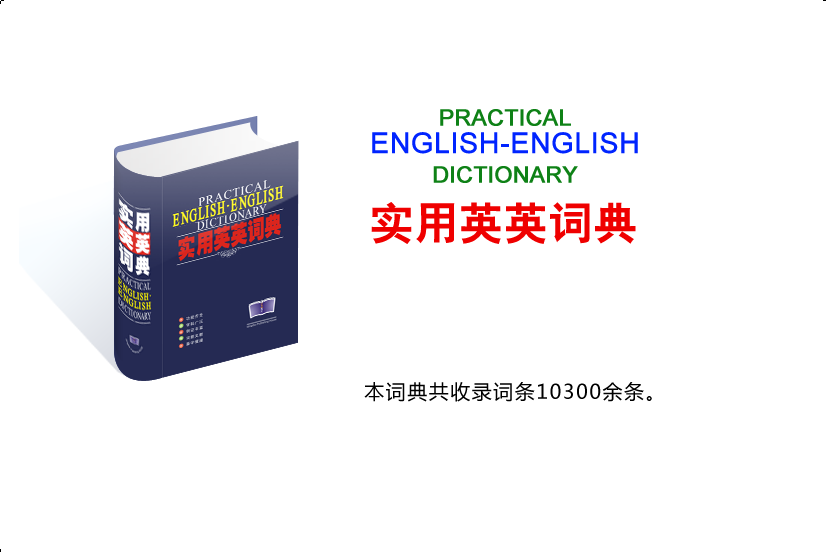 PRACTICAL
ENGLISH-ENGLISH
DICTIONARY
实用英英词典
本词典共收录词条10300余条。
PRACTICAL
ENGLISH·ENGLISH
DICTIONARY
实用英英词典
实用英英词典
PRACTICAL
ENGLISH·
ENGLISH
DICTIONARY